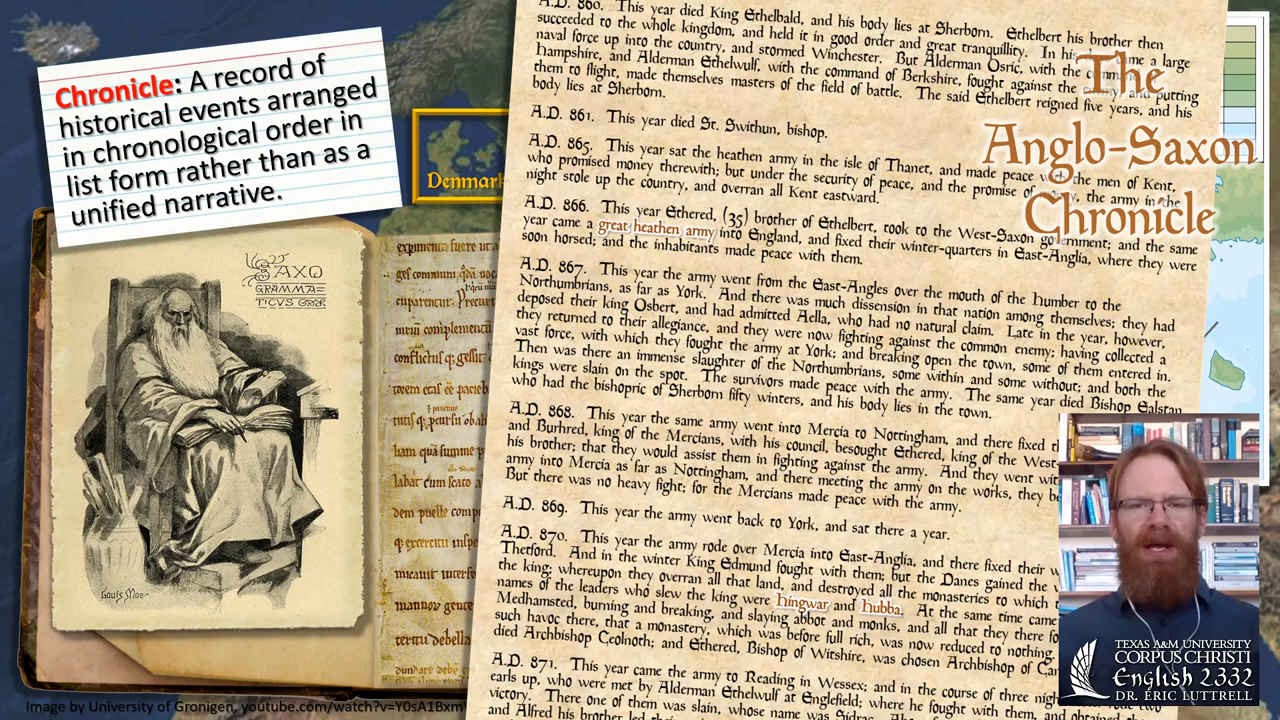 Chronicle: A record of
historical events arranged
in chronological order in
list form rather than as a
unified narrative.
Denmark
SAXO
GRAMMA=
TICVS
Louis Moe
A.D. 860. This year died King Ethelbald, and his body lies at Sherborn. Ethelbert his brother then
succeeded to the whole kingdom, and held it in good order and great tranquillity. In his came a large
naval force up into the country, and stormed Winchester. But Alderman Osric, with the
Hampshire, and Alderman Ethelwulf, with the command of Berkshire, fought against the and putting
them to flight, made themselves masters of the field of battle. The said Ethelbert reigned five years, and his
body lies at Sherborn.
A.D. 861. This year died St. Swithun, bishop.
A.D. 865. This year sat the heathen army in the isle of Thanet, and made peace the men of Kent,
who promised money therewith; but under the security of peace, and the promise of the army in the
night stole up the country, and overran all Kent eastward.
A.D. 866. This year Ethered, (35) brother of Ethelbert, took to the West-Saxon government; and the same
year came a great heathen army into England, and fixed their winter-quarters in East-Anglia, where they were
soon horsed; and the inhabitants made peace with them.
A.D. 867. This year the army went from the East-Angles over the mouth of the Humber to the
Northumbrians, as far as York. And there was much dissension in that nation among themselves; they had
deposed their king Osbert, and had admitted Aella, who had no natural claim. Late in the year, however,
they returned to their allegiance, and they were now fighting against the common enemy; having collected a
vast force, with which they fought the army at York; and breaking open the town, some of them entered in.
Then was there an immense slaughter of the Northumbrians, some within and some without; and both the
kings were slain on the spot. The survivors made peace with the army. The same year died Bishop Ealstan,
who had the bishopric of Sherborn fifty winters, and his body lies in the town.
A.D. 868. This year the same army went into Mercia to Nottingham, and there fixed
and Burhred, king of the Mercians, with his council, besought Ethered, king of the West-
his brother; that they would assist them in fighting against the army. And they went
army into Mercia as far as Nottingham, and there meeting the army on the works, they
But there was no heavy fight; for the Mercians made peace with the army.
A.D. 869. This year the army went back to York, and sat there a year.
A.D. 870. This year the army rode over Mercia into East-Anglia, and there fixed their
Thetford. And in the winter King Edmund fought with them; but the Danes gained the
the king; whereupon they overran all that land, and destroyed all the monasteries to which
names of the leaders who slew the king were Hingwar and Hubba. At the same time came
Medhamsted, burning and breaking, and slaying abbot and monks, and all that they there
such havoc there, that a monastery, which was before full rich, was now reduced to nothing.
died Archbishop Ceolnoth; and Ethered, Bishop of Witshire, was chosen Archbishop of
A.D. 871. This year came the army to Reading in Wessex; and in the course of three
earls up, who were met by Alderman Ethelwulf at Englefield; where he fought with them,
victory. There one of them was slain, whose name was
and Alfred his brother led their
The
Anglo-Saxon
Chronicle
TEXAS A&M UNIVERSITY
CORPUS CHRISTI
English 2332
DR. ERIC LUTTRELL
Image by University of Gronigen, youtube.com/watch?v=Y0sA1Bxm